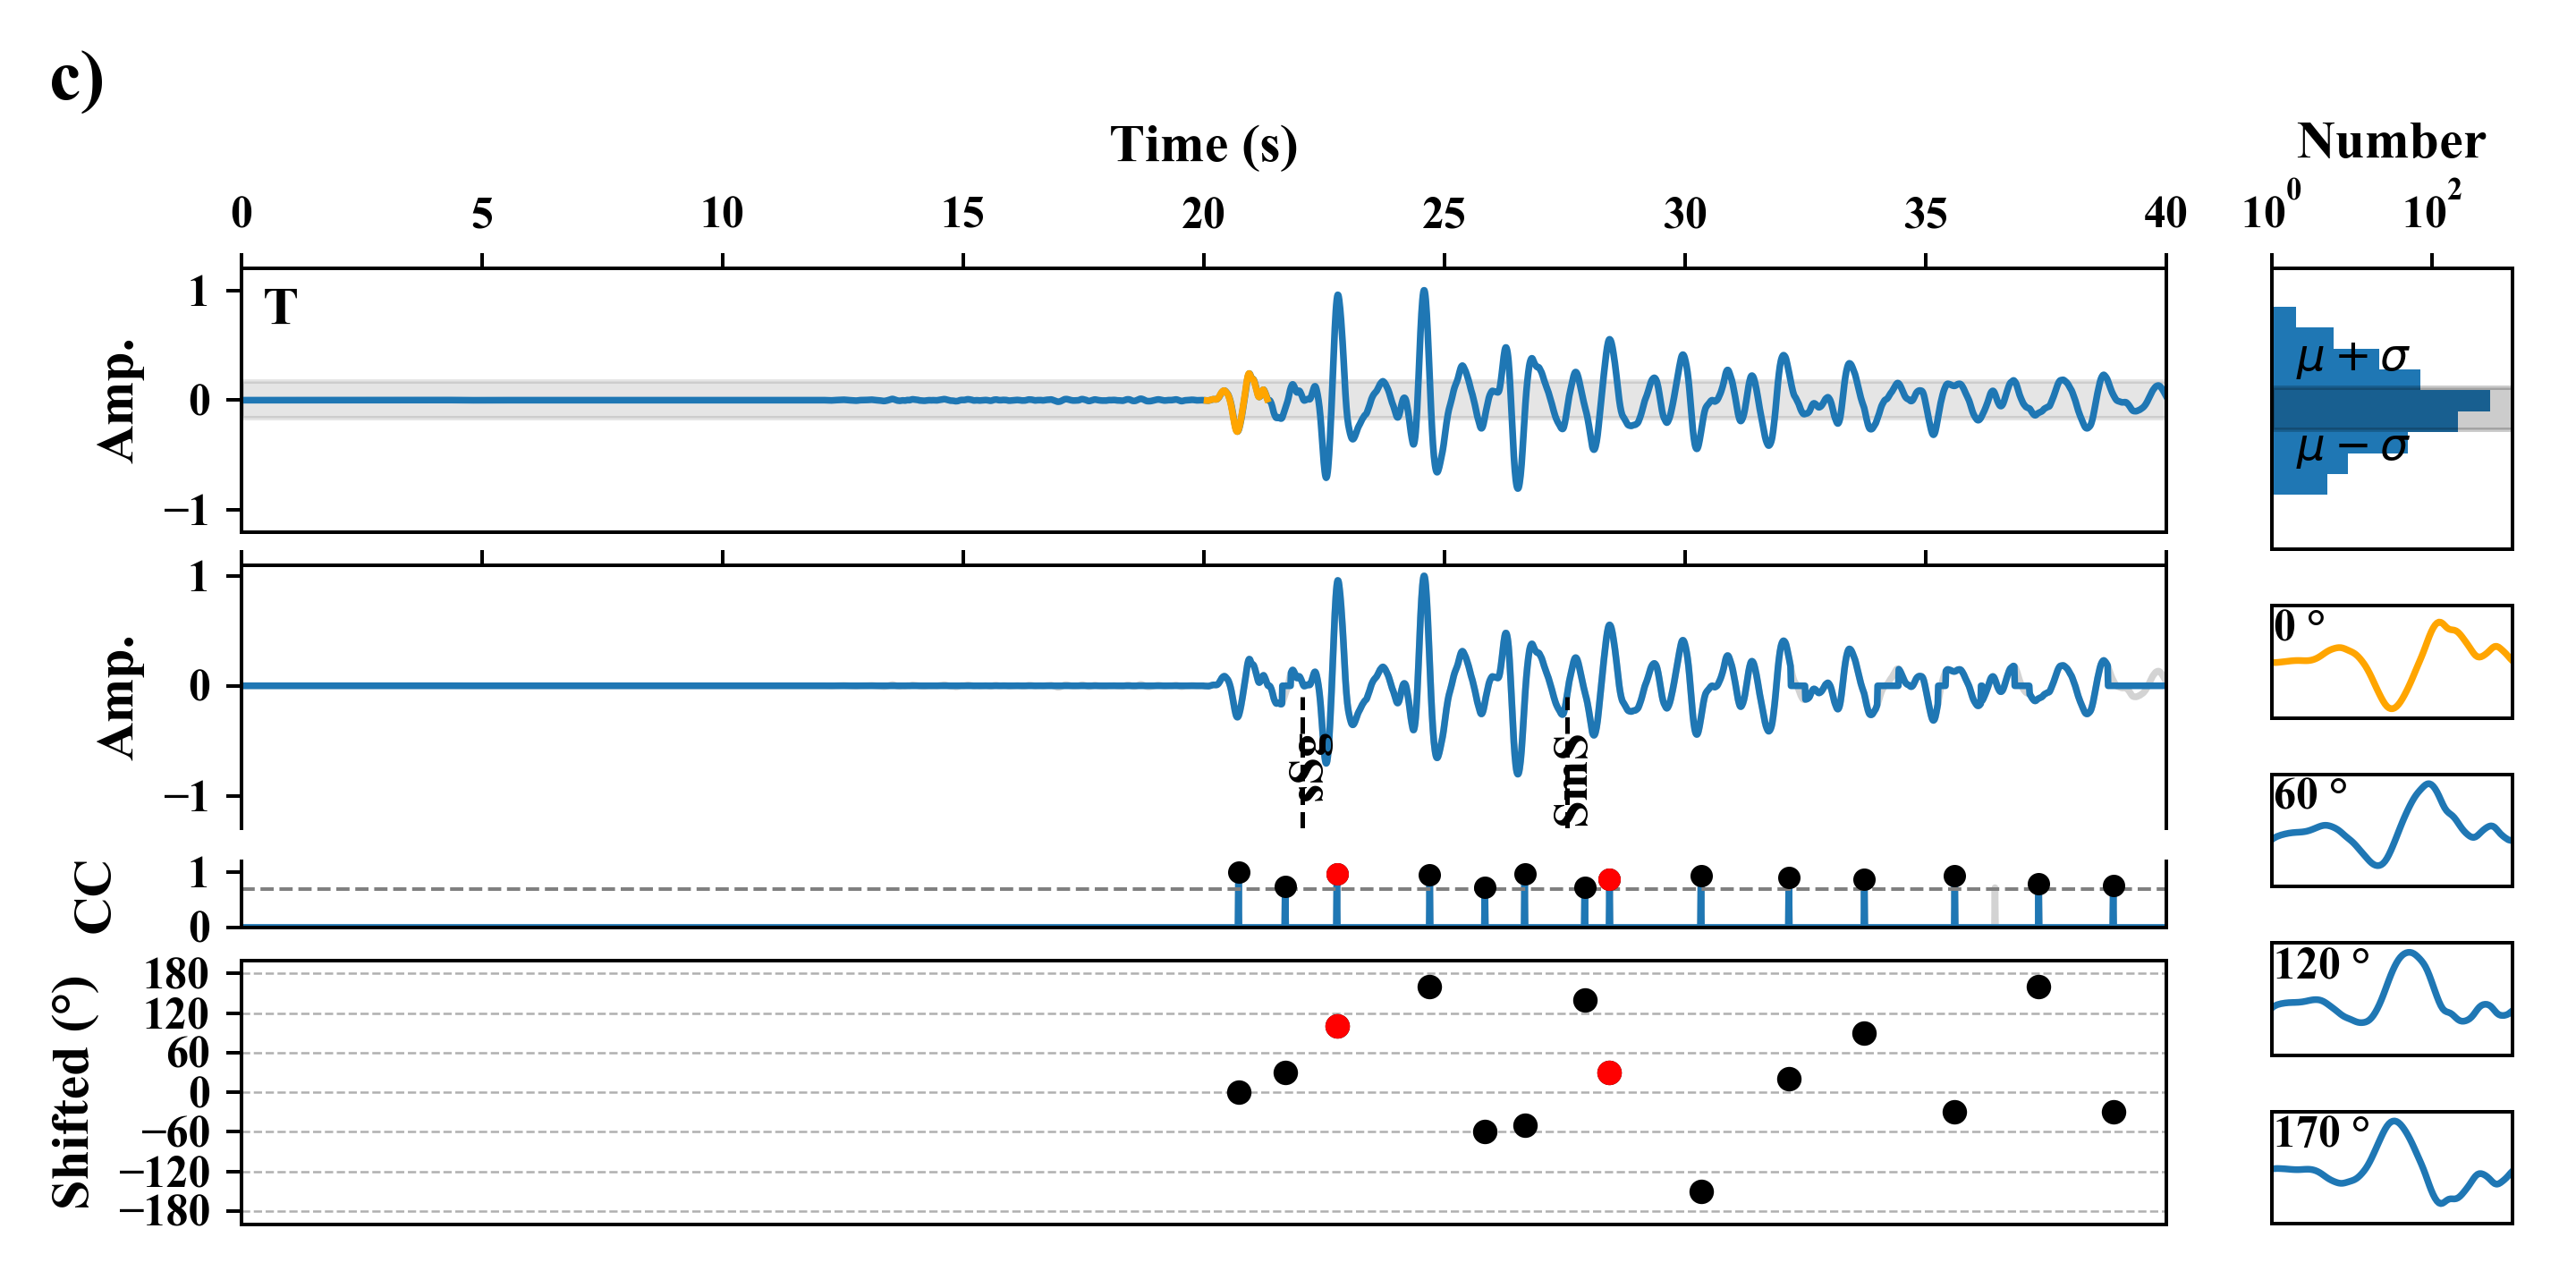 c)
Time (s)
Number
0 5 10 15 20 25 30 35 40
10^0 10^2
T
Amp.
1
0
−1
μ + σ
μ − σ
Amp.
1
0
−1
sSg
SmS
0 °
60 °
CC
1
0
120 °
Shifted (°)
180
120
60
0
−60
−120
−180
170 °